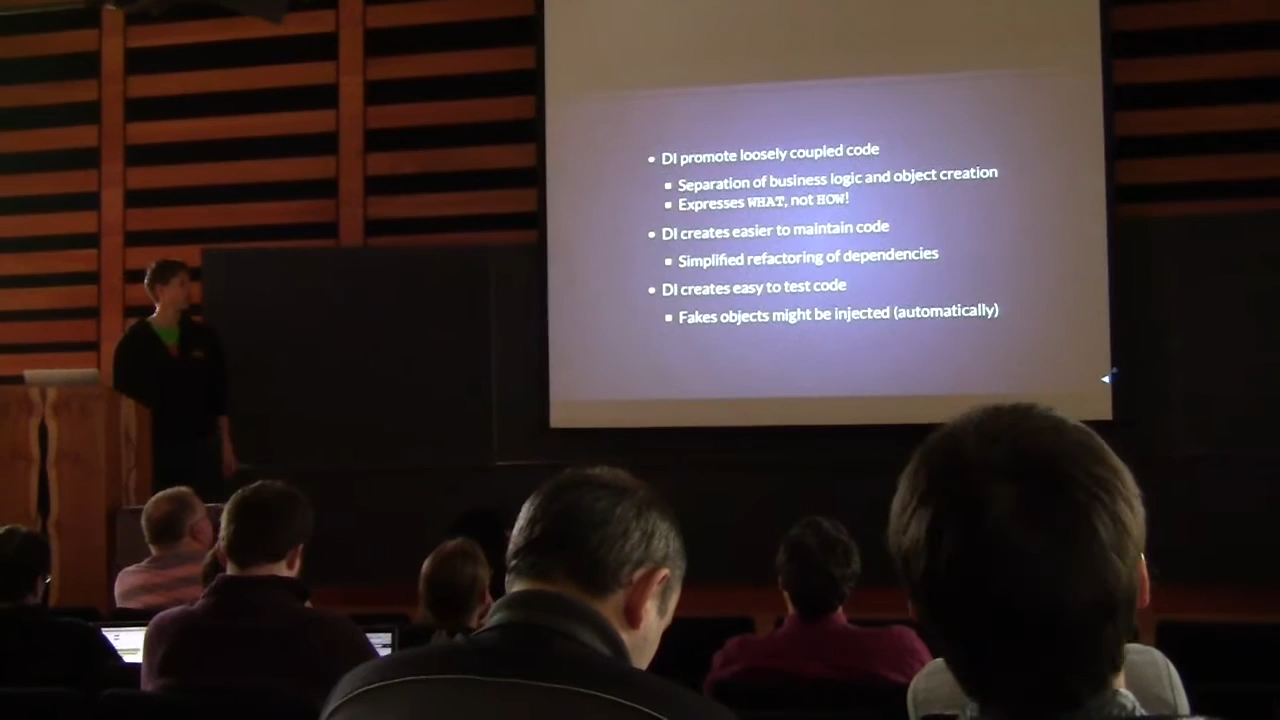 • DI promote loosely coupled code
▪ Separation of business logic and object creation
▪ Expresses WHAT, not HOW!
• DI creates easier to maintain code
▪ Simplified refactoring of dependencies
• DI creates easy to test code
▪ Fakes objects might be injected (automatically)